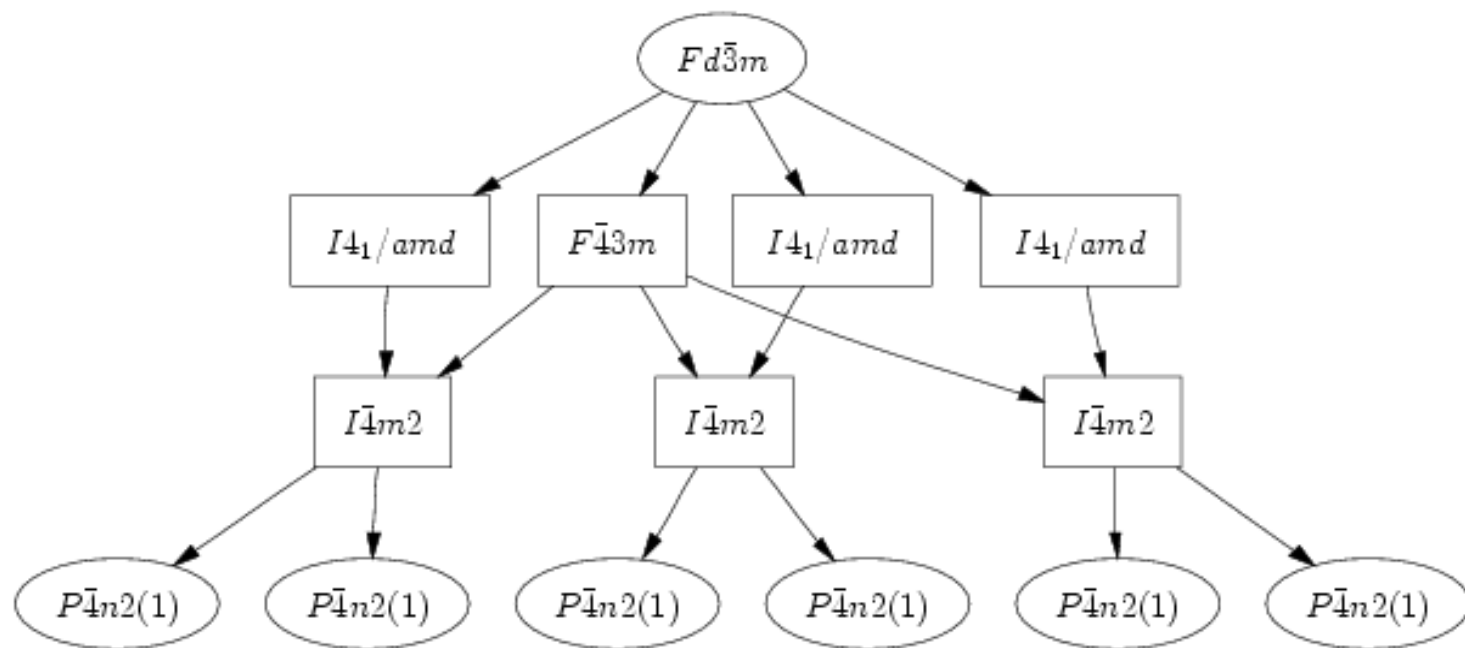 Fd3̄m
I4₁/amd F4̄3m I4₁/amd I4₁/amd
I4̄m2 I4̄m2 I4̄m2
P4̄n2(1) P4̄n2(1) P4̄n2(1) P4̄n2(1) P4̄n2(1) P4̄n2(1)